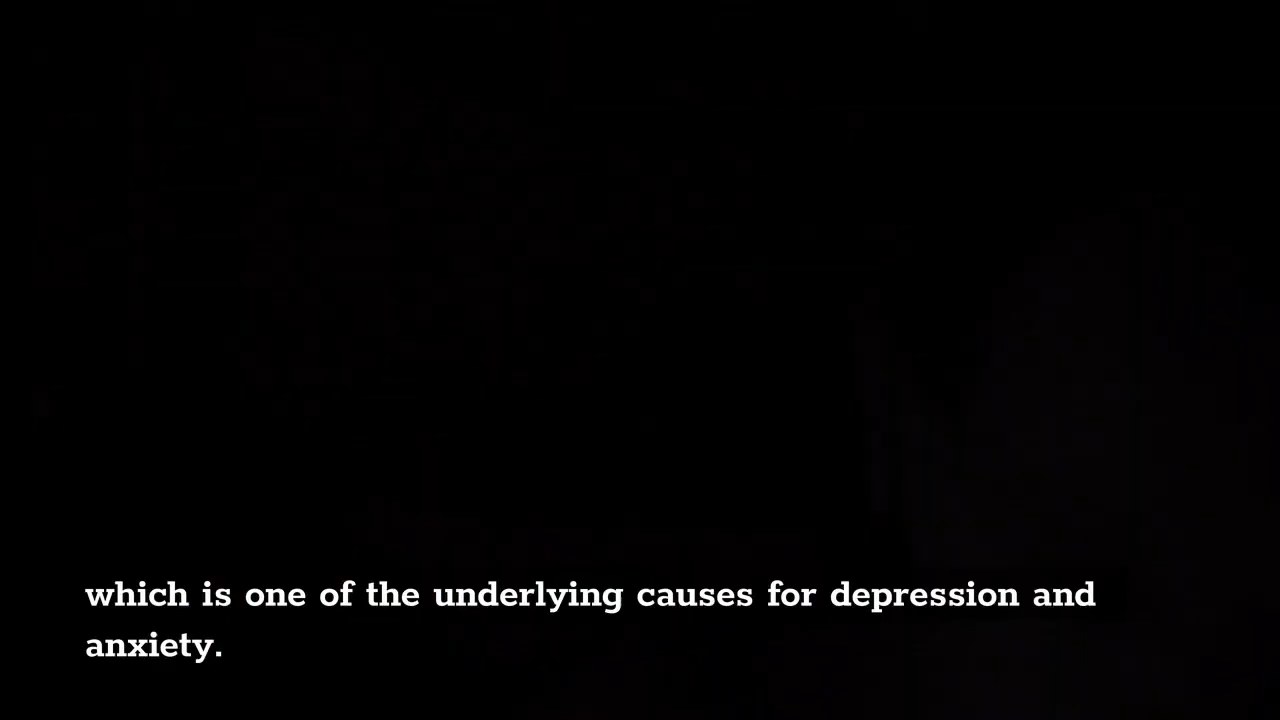 which is one of the underlying causes for depression and
anxiety.